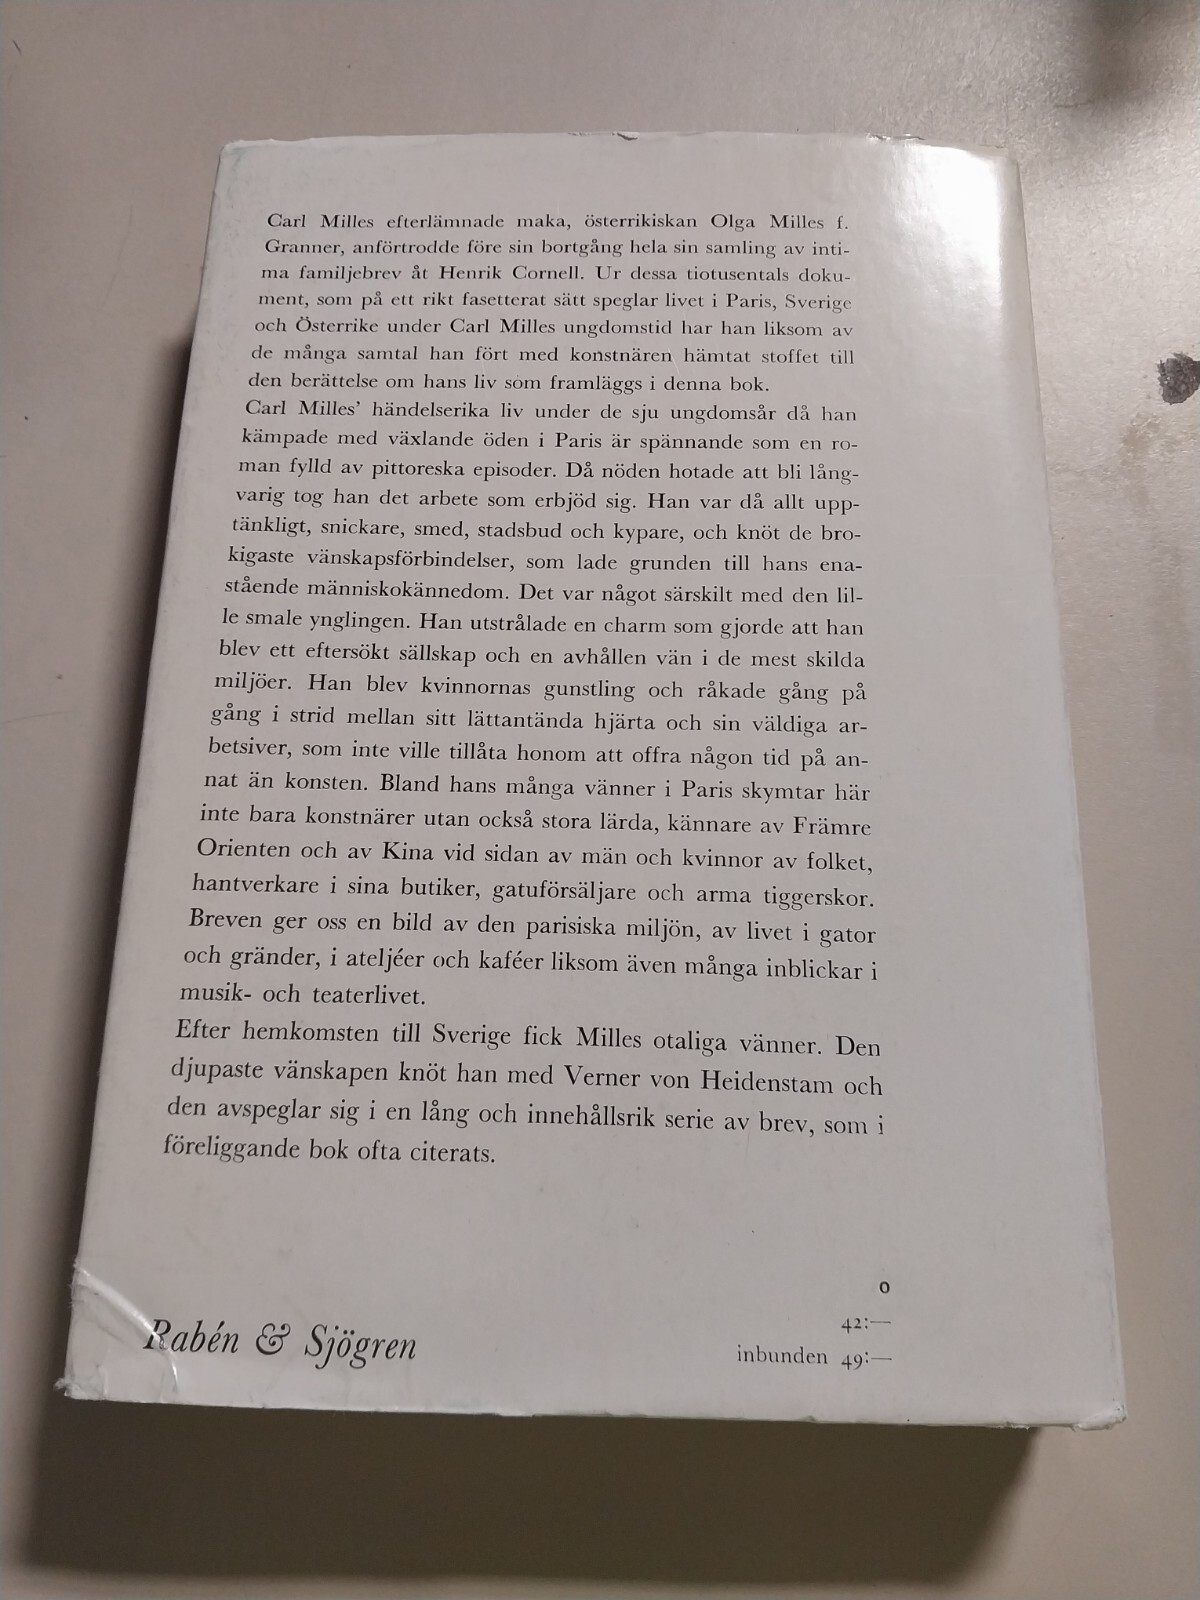 Carl Milles efterlämnade maka, österrikiskan Olga Milles f.
Granner, anförtrodde före sin bortgång hela sin samling av inti-
ma familjebrev åt Henrik Cornell. Ur dessa tiotusentals doku-
ment, som på ett rikt fasetterat sätt speglar livet i Paris, Sverige
och Österrike under Carl Milles ungdomstid har han liksom av
de många samtal han fört med konstnären hämtat stoffet till
den berättelse om hans liv som framläggs i denna bok.
Carl Milles’ händelserika liv under de sju ungdomsår då han
kämpade med växlande öden i Paris är spännande som en ro-
man fylld av pittoreska episoder. Då nöden hotade att bli lång-
varig tog han det arbete som erbjöd sig. Han var då allt upp-
tänkligt, snickare, smed, stadsbud och kypare, och knöt de bro-
kigaste vänskapsförbindelser, som lade grunden till hans ena-
stående människokännedom. Det var något särskilt med den lil-
le smale ynglingen. Han utstrålade en charm som gjorde att han
blev ett eftersökt sällskap och en avhållen vän i de mest skilda
miljöer. Han blev kvinnornas gunstling och råkade gång på
gång i strid mellan sitt lättantända hjärta och sin väldiga ar-
betsiver, som inte ville tillåta honom att offra någon tid på an-
nat än konsten. Bland hans många vänner i Paris skymtar här
inte bara konstnärer utan också stora lärda, kännare av Främre
Orienten och av Kina vid sidan av män och kvinnor av folket,
hantverkare i sina butiker, gatuförsäljare och arma tiggerskor.
Breven ger oss en bild av den parisiska miljön, av livet i gator
och gränder, i ateljéer och kaféer liksom även många inblickar i
musik- och teaterlivet.
Efter hemkomsten till Sverige fick Milles otaliga vänner. Den
djupaste vänskapen knöt han med Verner von Heidenstam och
den avspeglar sig i en lång och innehållsrik serie av brev, som i
föreliggande bok ofta citerats.
o
42:—
Rabén & Sjögren
inbunden 49:—